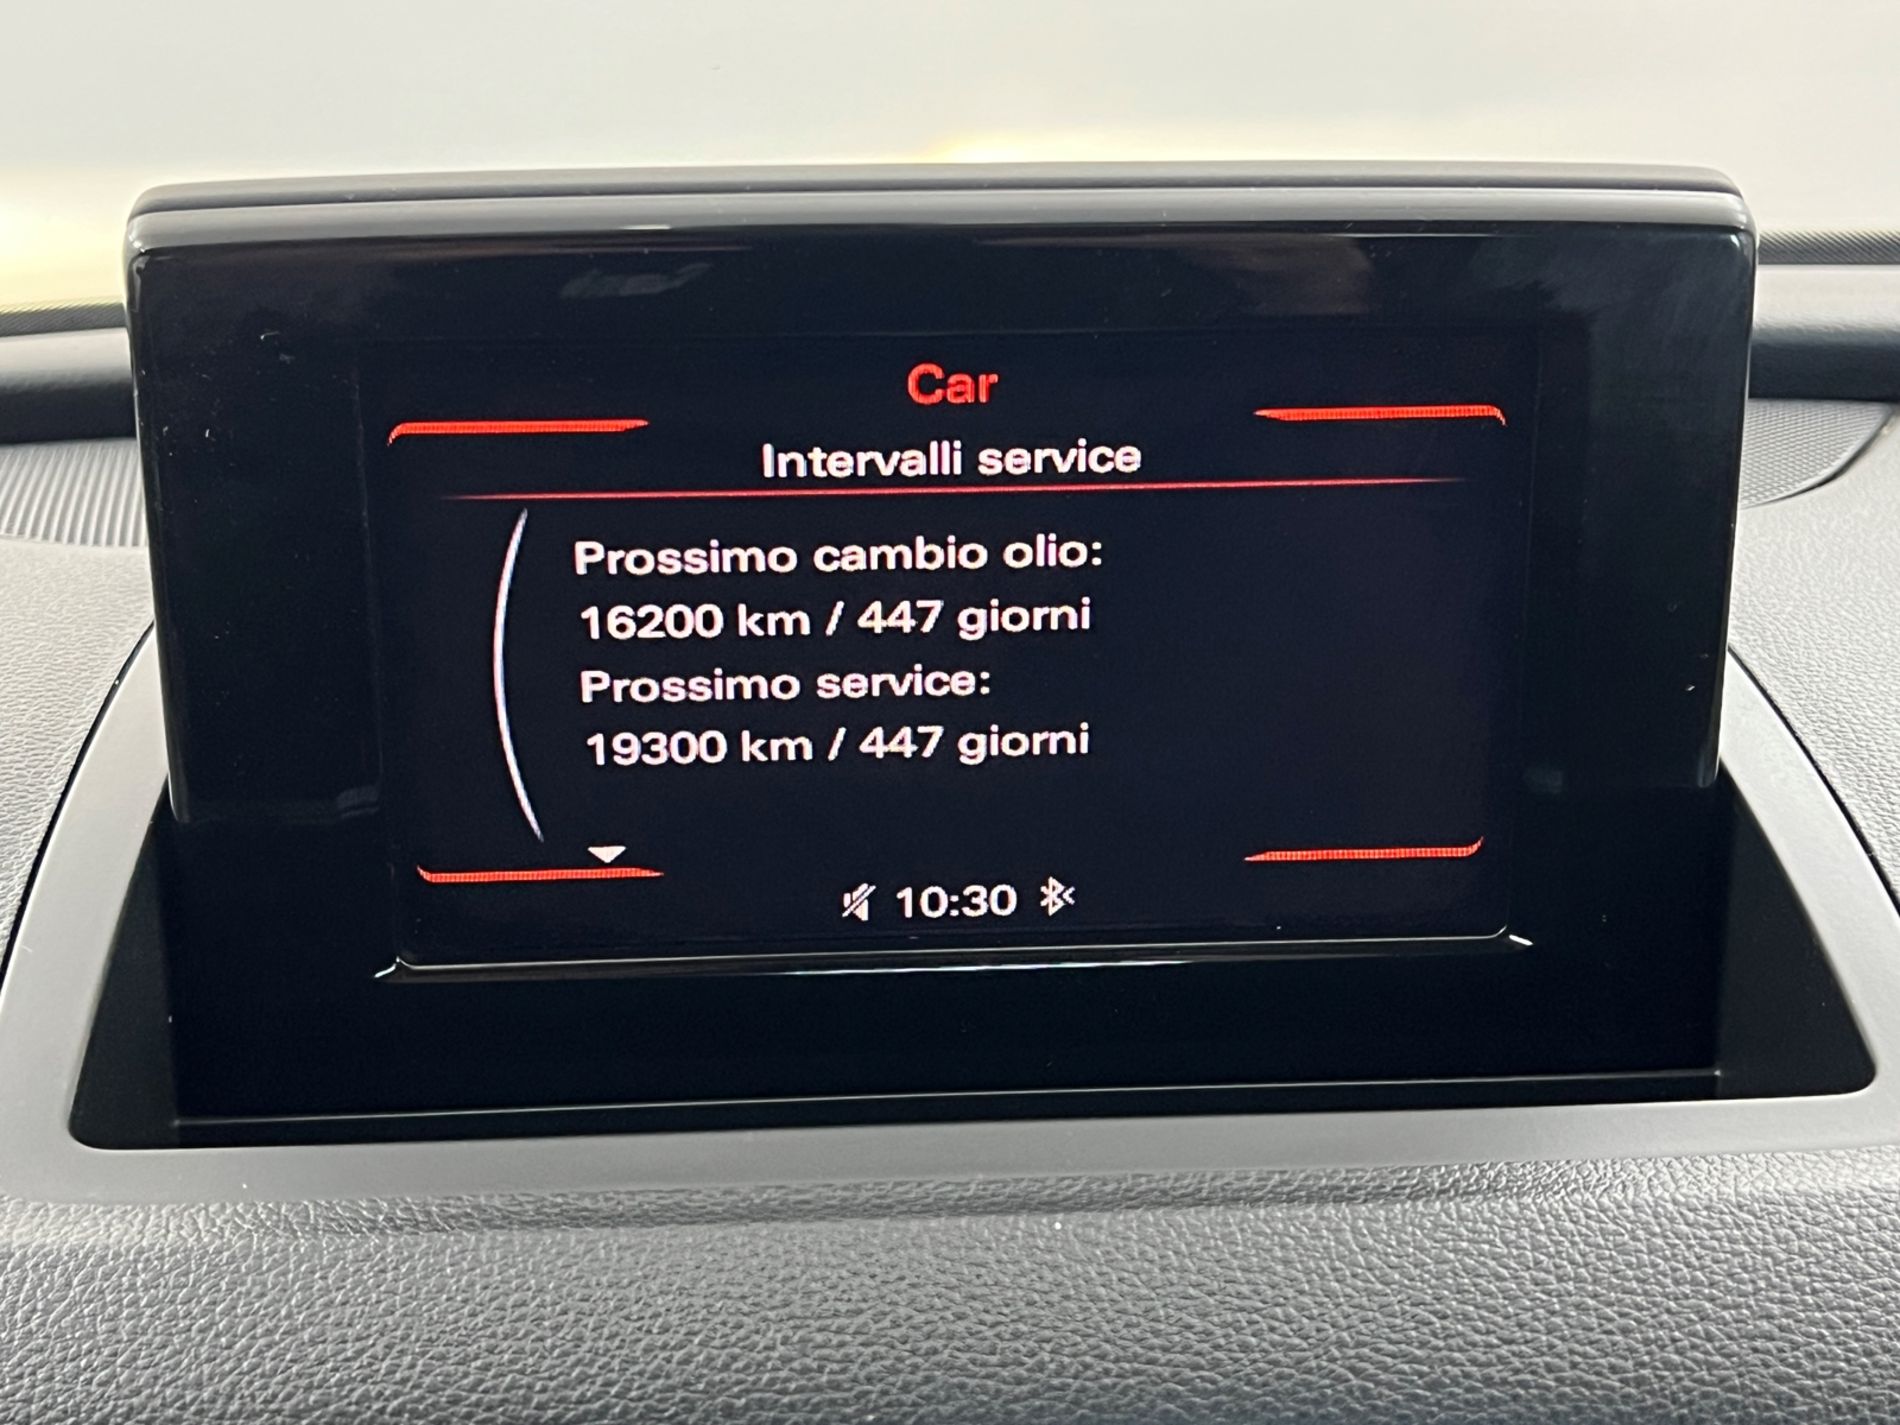 Car
Intervalli service
Prossimo cambio olio:
16200 km / 447 giorni
Prossimo service:
19300 km / 447 giorni
10:30